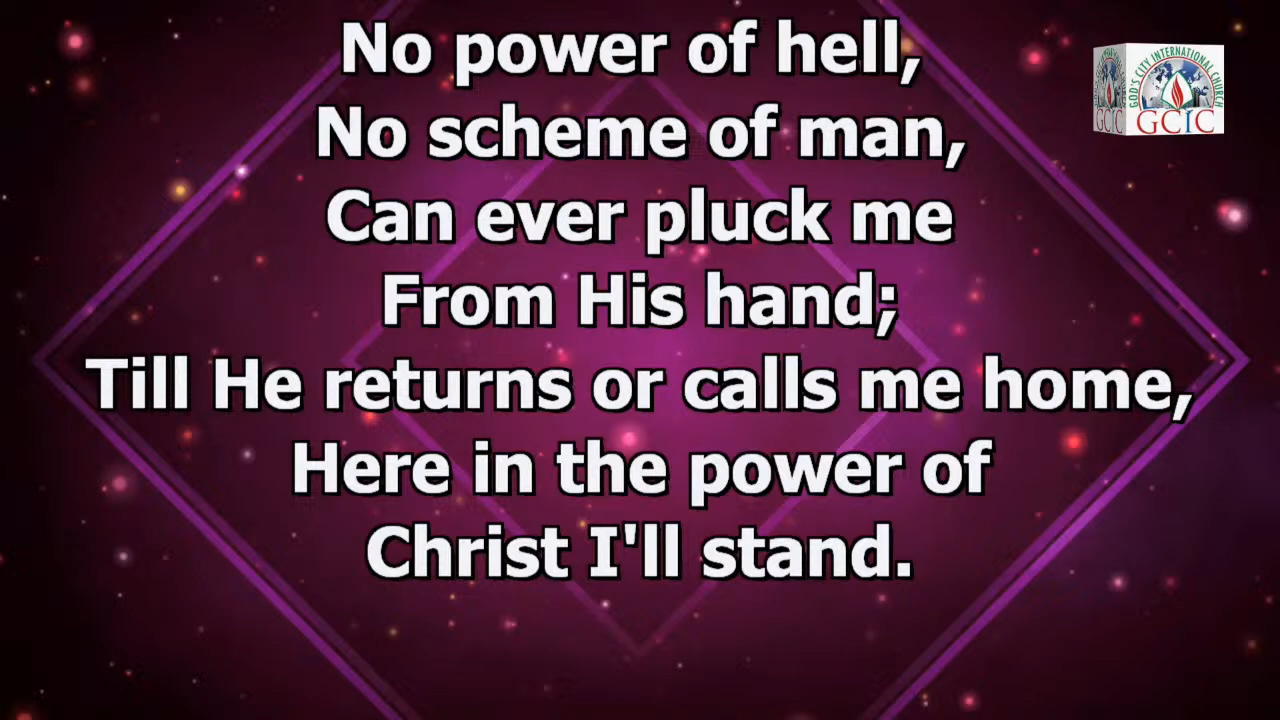 No power of hell,
No scheme of man,
Can ever pluck me
From His hand;
Till He returns or calls me home,
Here in the power of
Christ I'll stand.
GOD'S CITY INTERNATIONAL CHURCH
GCIC
GCIC